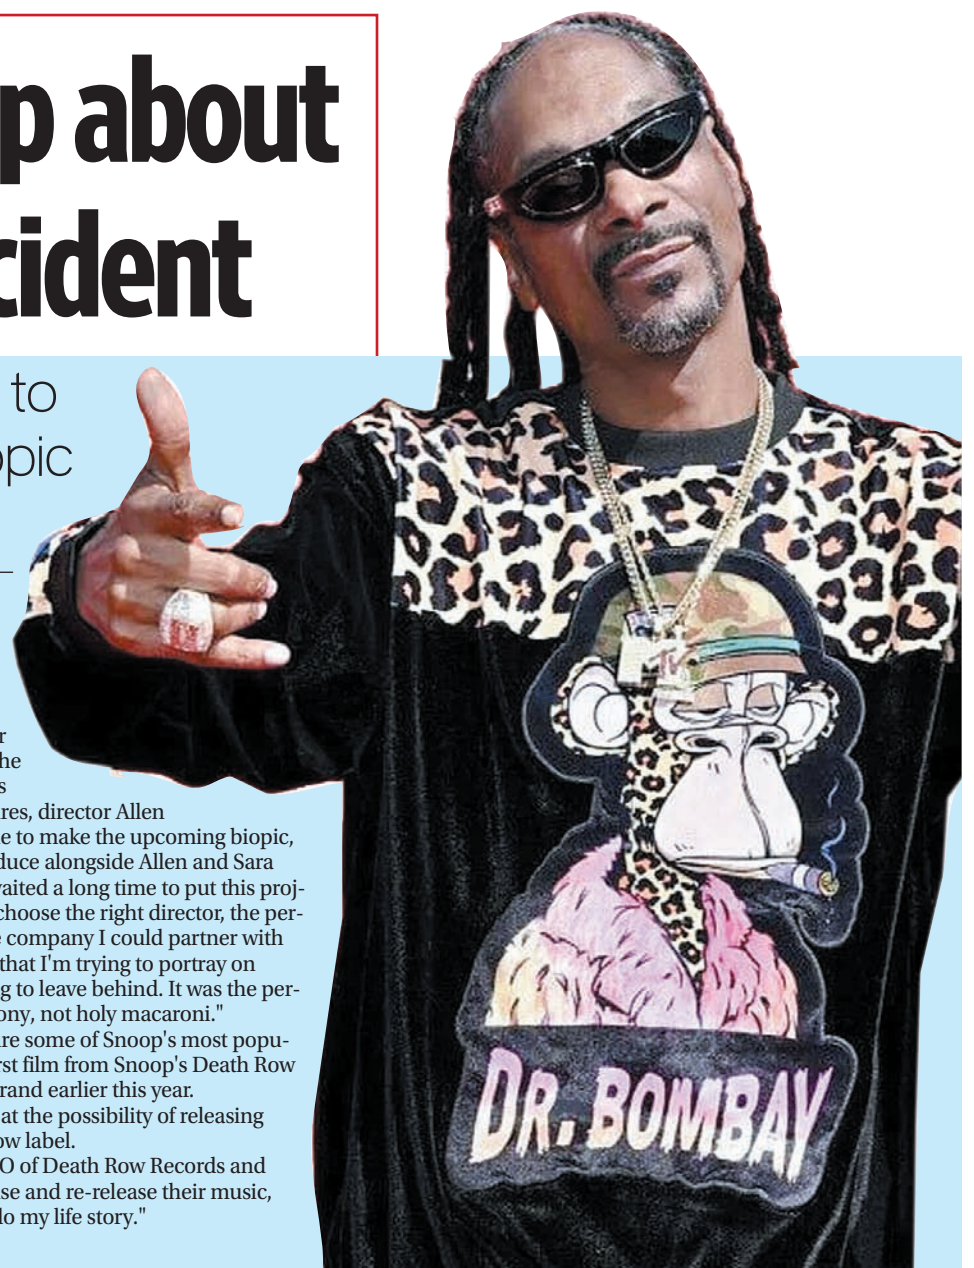 p about
cident
to
opic
r
he
s
res, director Allen
e to make the upcoming biopic,
duce alongside Allen and Sara
vaited a long time to put this proj-
choose the right director, the per-
e company I could partner with
that I'm trying to portray on
g to leave behind. It was the per-
ony, not holy macaroni."
re some of Snoop's most popu-
rst film from Snoop's Death Row
rand earlier this year.
at the possibility of releasing
ow label.
O of Death Row Records and
se and re-release their music,
lo my life story."
DR. BOMBAY